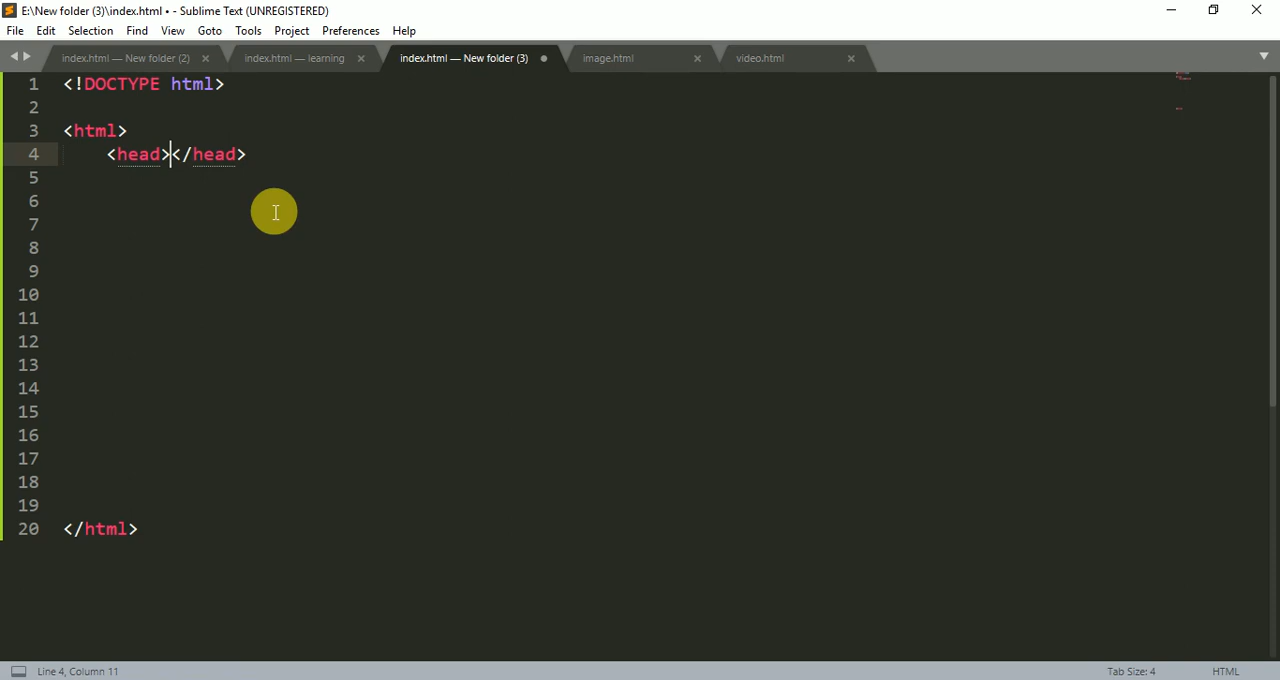 E:\New folder (3)\index.html • - Sublime Text (UNREGISTERED)
File Edit Selection Find View Goto Tools Project Preferences Help
index.html — New folder (2) index.html — learning index.html — New folder (3) image.html video.html
1 <!DOCTYPE html>
2
3 <html>
4 <head></head>
5
6
7
8
9
10
11
12
13
14
15
16
17
18
19
20 </html>
Line 4, Column 11 Tab Size: 4 HTML